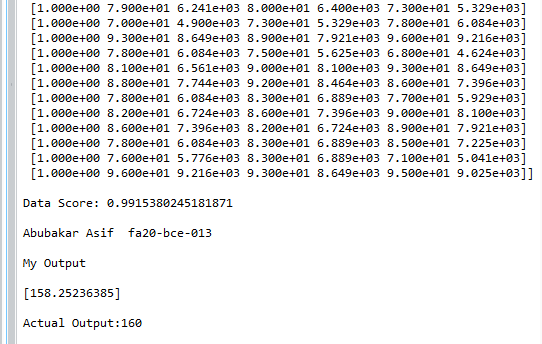 [1.000e+00 7.900e+01 6.241e+03 8.000e+01 6.400e+03 7.300e+01 5.329e+03]
[1.000e+00 7.000e+01 4.900e+03 7.300e+01 5.329e+03 7.800e+01 6.084e+03]
[1.000e+00 9.300e+01 8.649e+03 8.900e+01 7.921e+03 9.600e+01 9.216e+03]
[1.000e+00 7.800e+01 6.084e+03 7.500e+01 5.625e+03 6.800e+01 4.624e+03]
[1.000e+00 8.100e+01 6.561e+03 9.000e+01 8.100e+03 9.300e+01 8.649e+03]
[1.000e+00 8.800e+01 7.744e+03 9.200e+01 8.464e+03 8.600e+01 7.396e+03]
[1.000e+00 7.800e+01 6.084e+03 8.300e+01 6.889e+03 7.700e+01 5.929e+03]
[1.000e+00 8.200e+01 6.724e+03 8.600e+01 7.396e+03 9.000e+01 8.100e+03]
[1.000e+00 8.600e+01 7.396e+03 8.200e+01 6.724e+03 8.900e+01 7.921e+03]
[1.000e+00 7.800e+01 6.084e+03 8.300e+01 6.889e+03 8.500e+01 7.225e+03]
[1.000e+00 7.600e+01 5.776e+03 8.300e+01 6.889e+03 7.100e+01 5.041e+03]
[1.000e+00 9.600e+01 9.216e+03 9.300e+01 8.649e+03 9.500e+01 9.025e+03]]
Data Score: 0.9915380245181871
Abubakar Asif  fa20-bce-013
My Output
[158.25236385]
Actual Output:160